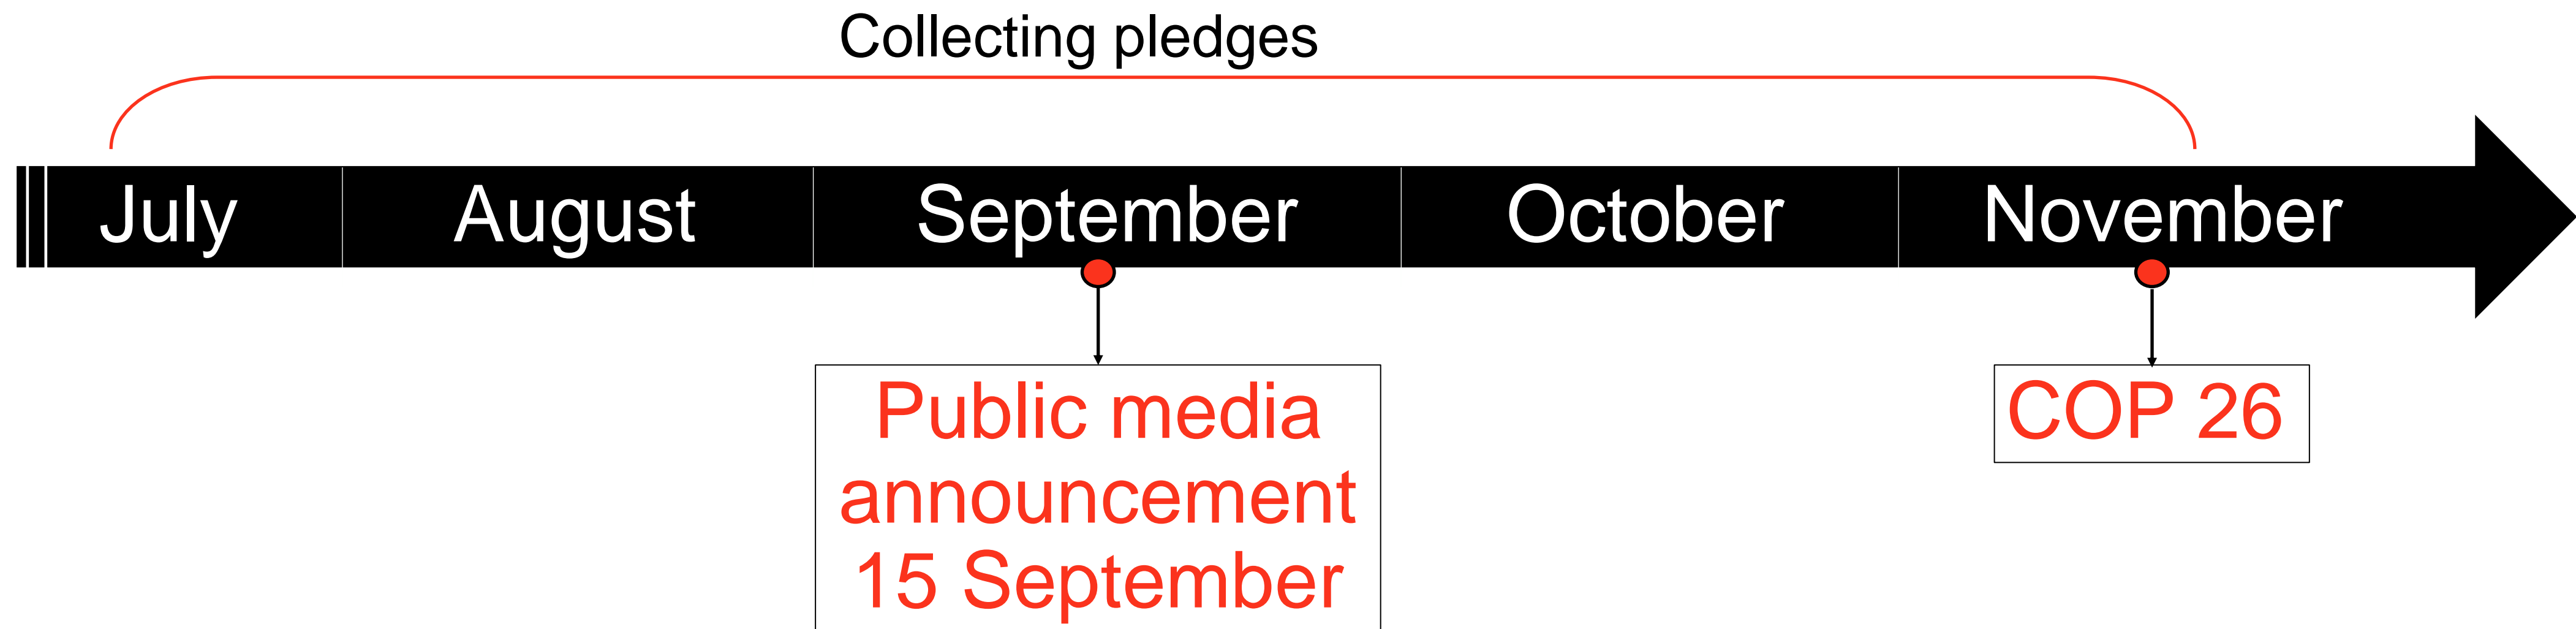 Collecting pledges
July August September October November
Public media
announcement
15 September
COP 26